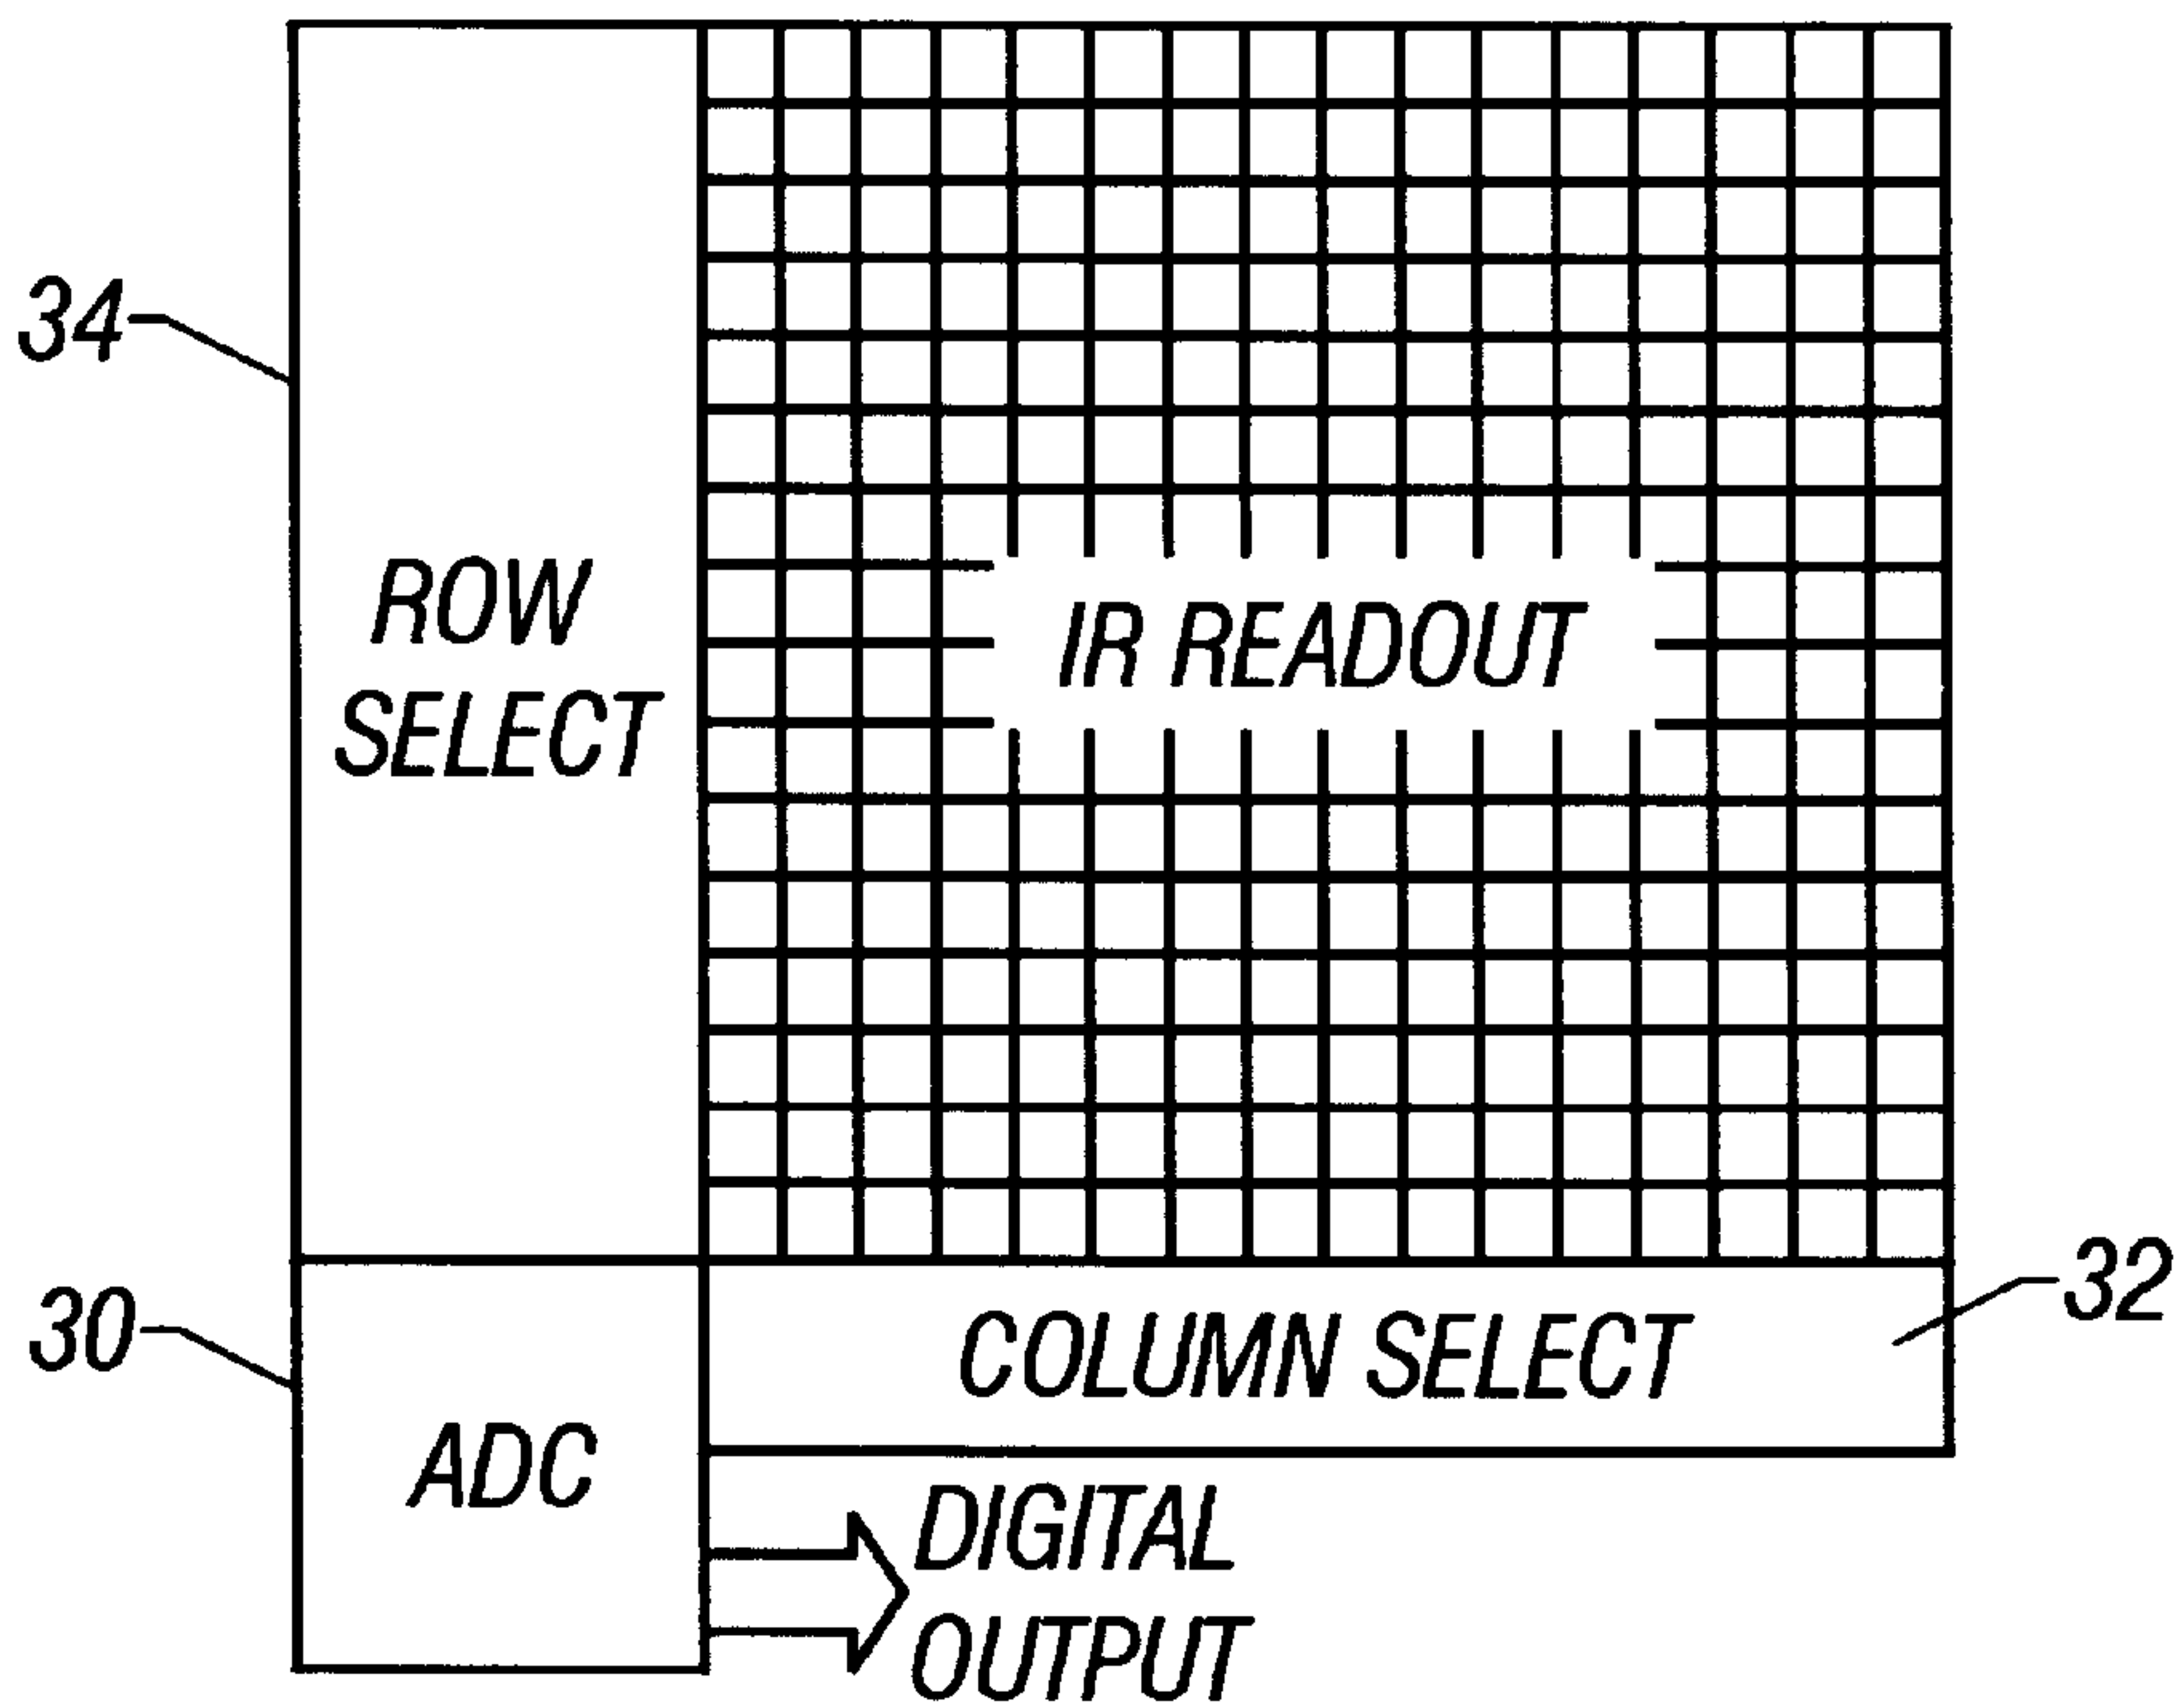 34
ROW
SELECT
IR READOUT
30
ADC
COLUMN SELECT
32
DIGITAL
OUTPUT